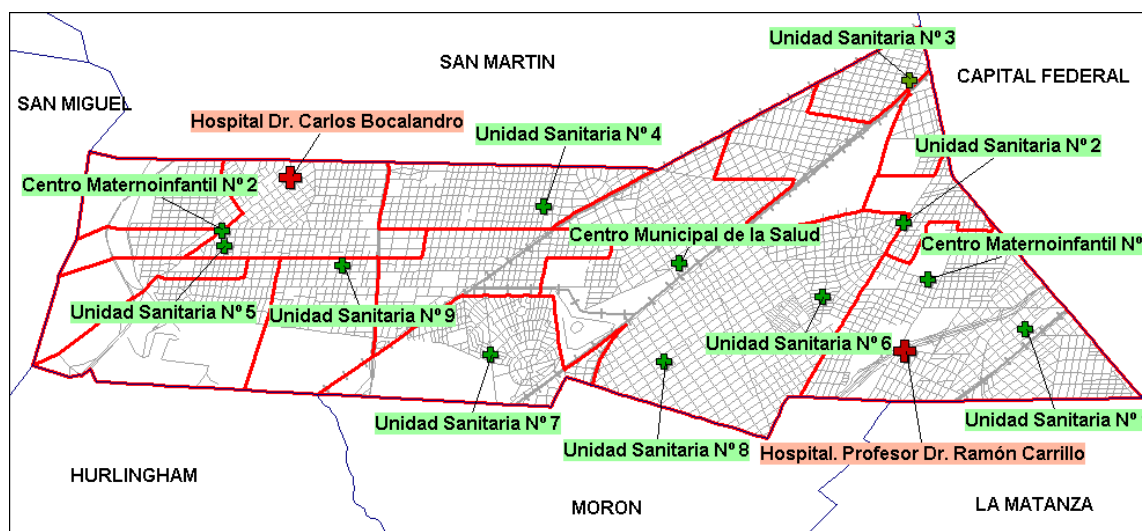 Unidad Sanitaria Nº 3
SAN MARTIN
CAPITAL FEDERAL
SAN MIGUEL
Hospital Dr. Carlos Bocalandro
Unidad Sanitaria Nº 4
Unidad Sanitaria Nº 2
Centro Maternoinfantil Nº 2
Centro Municipal de la Salud
Centro Maternoinfantil Nº
Unidad Sanitaria Nº 5
Unidad Sanitaria Nº 9
Unidad Sanitaria Nº 6
Unidad Sanitaria Nº 7
Unidad Sanitaria Nº
Unidad Sanitaria Nº 8
Hospital. Profesor Dr. Ramón Carrillo
HURLINGHAM
MORON
LA MATANZA